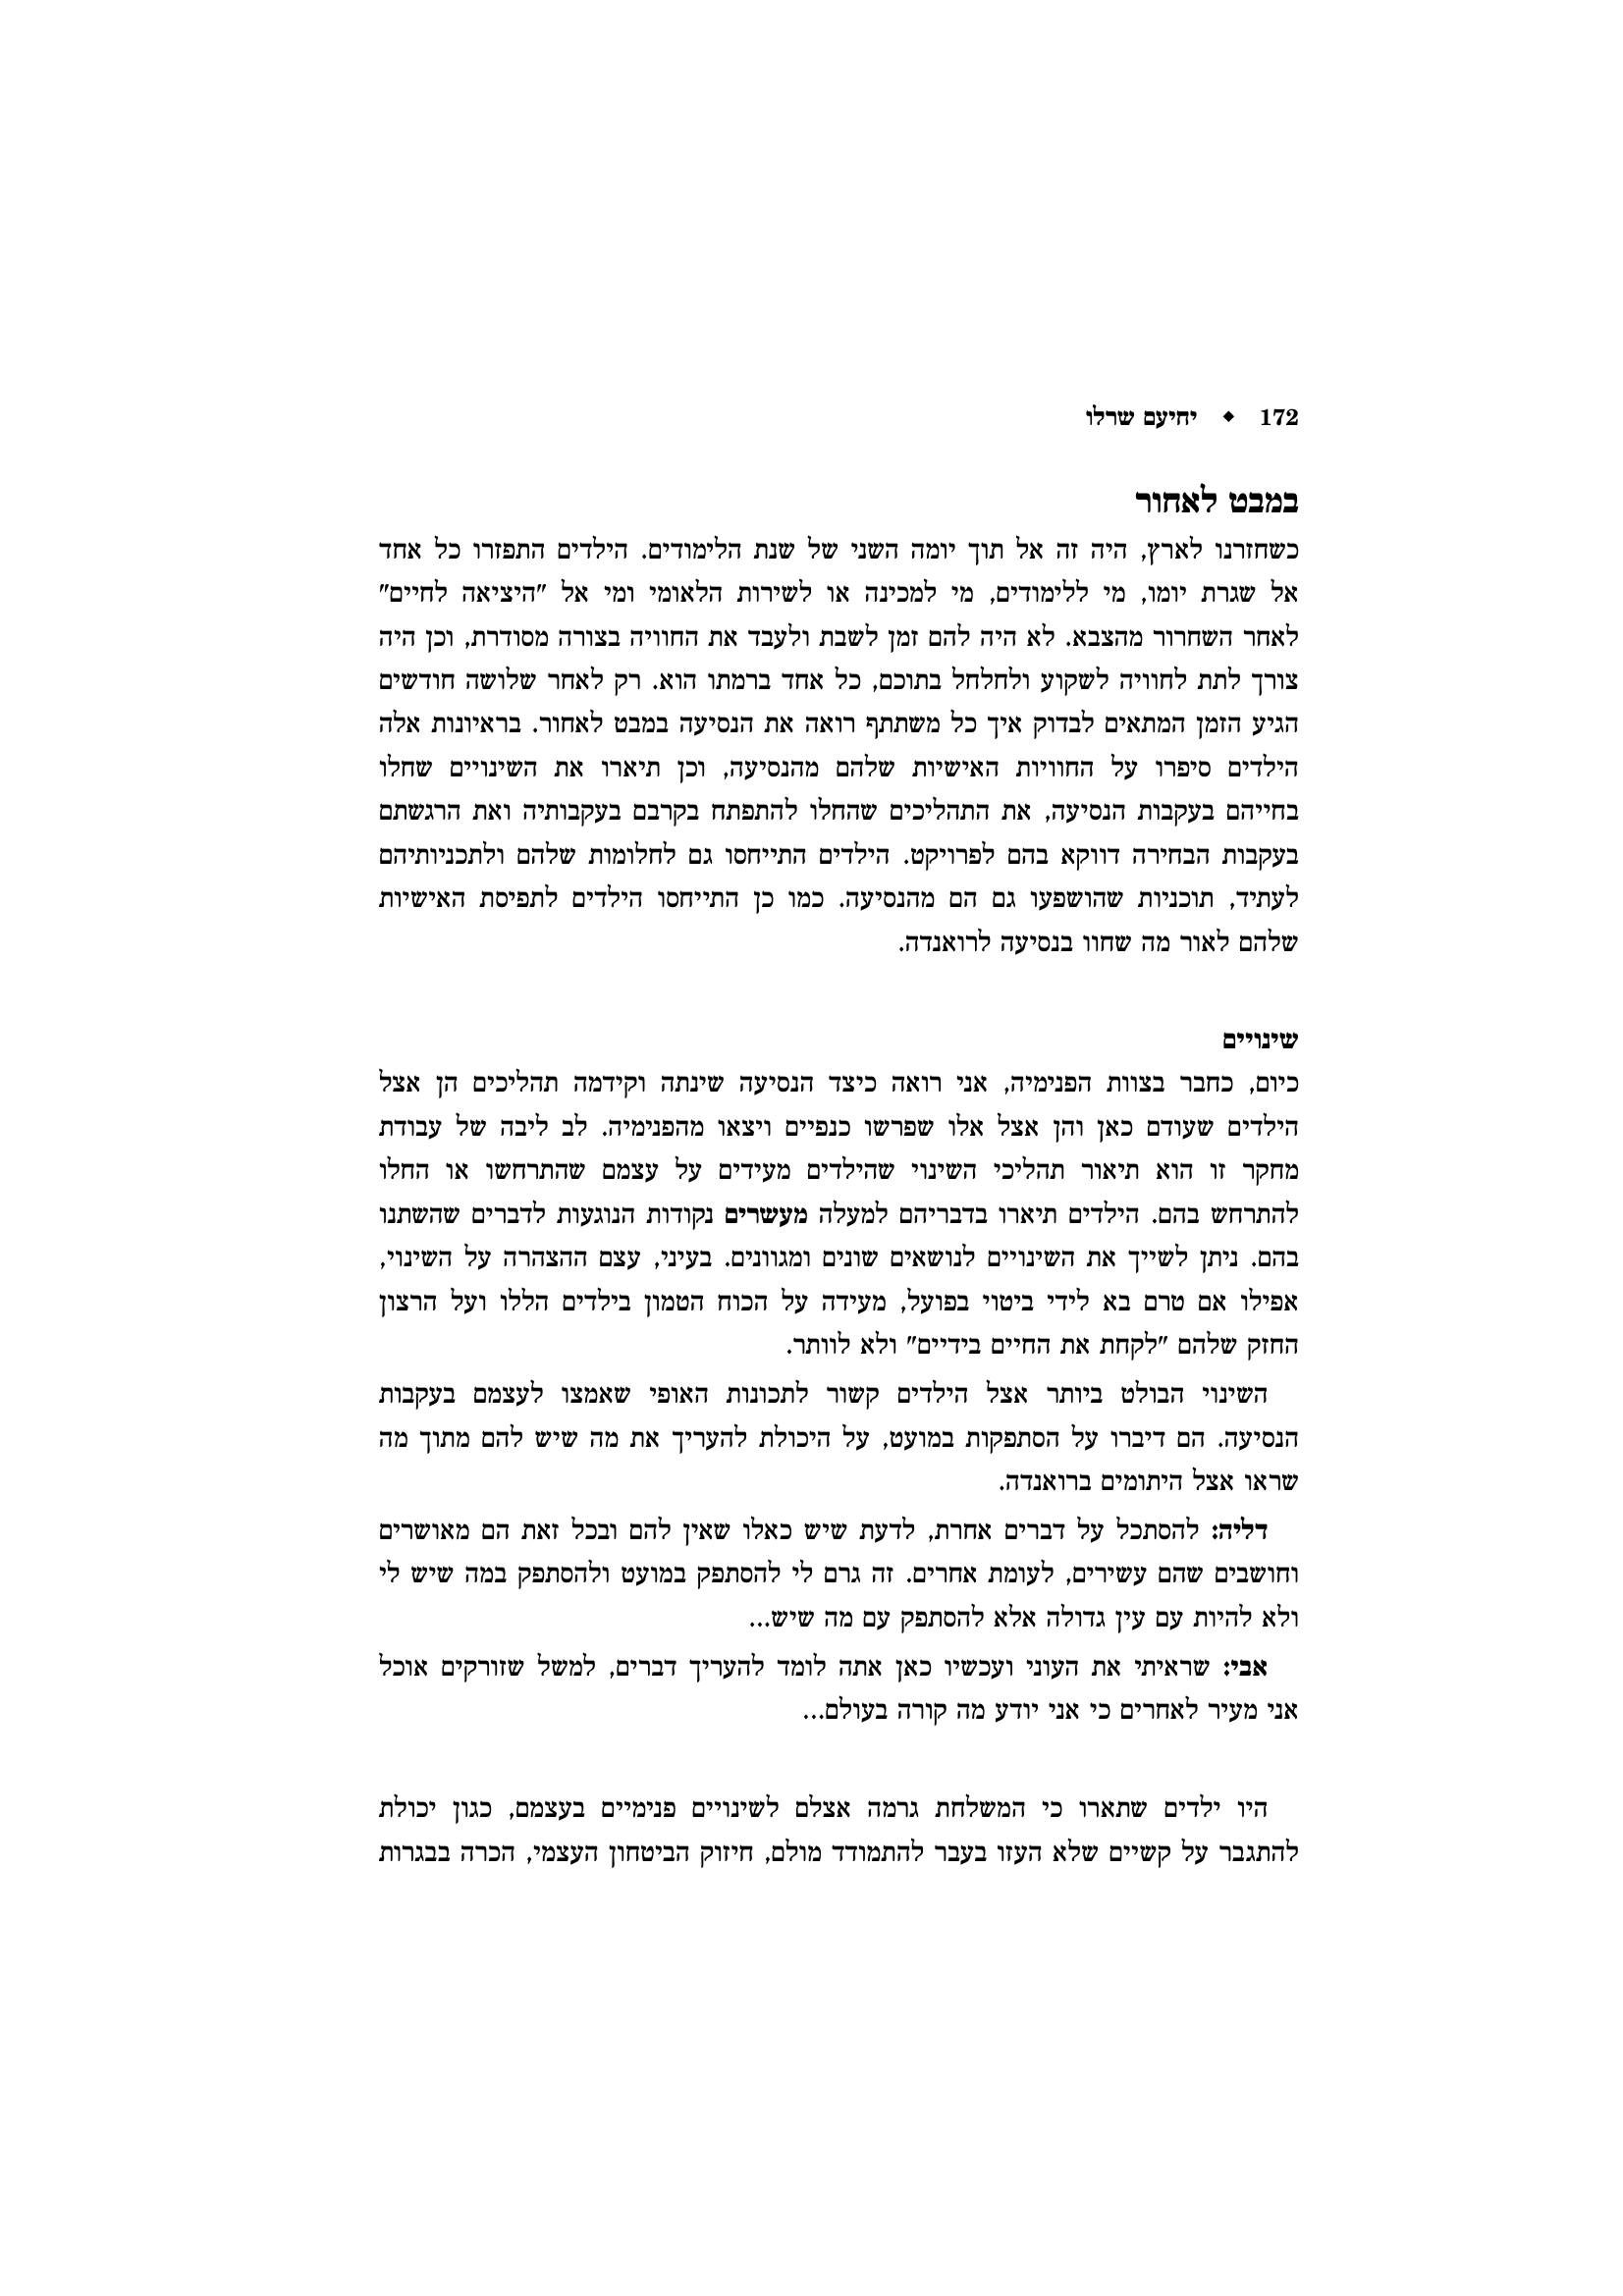 172 ◆ יחיעם שרלו
במבט לאחור
כשחזרנו לארץ, היה זה אל תוך יומה השני של שנת הלימודים. הילדים התפזרו כל אחד
אל שגרת יומו, מי ללימודים, מי למכינה או לשירות הלאומי ומי אל "היציאה לחיים"
לאחר השחרור מהצבא. לא היה להם זמן לשבת ולעבד את החוויה בצורה מסודרת, וכן היה
צורך לתת לחוויה לשקוע ולחלחל בתוכם, כל אחד ברמתו הוא. רק לאחר שלושה חודשים
הגיע הזמן המתאים לבדוק איך כל משתתף רואה את הנסיעה במבט לאחור. בראיונות אלה
הילדים סיפרו על החוויות האישיות שלהם מהנסיעה, וכן תיארו את השינויים שחלו
בחייהם בעקבות הנסיעה, את התהליכים שהחלו להתפתח בקרבם בעקבותיה ואת הרגשתם
בעקבות הבחירה דווקא בהם לפרויקט. הילדים התייחסו גם לחלומות שלהם ולתכניותיהם
לעתיד, תוכניות שהושפעו גם הם מהנסיעה. כמו כן התייחסו הילדים לתפיסת האישיות
שלהם לאור מה שחוו בנסיעה לרואנדה.
שינויים
כיום, כחבר בצוות הפנימיה, אני רואה כיצד הנסיעה שינתה וקידמה תהליכים הן אצל
הילדים שעודם כאן והן אצל אלו שפרשו כנפיים ויצאו מהפנימיה. לב ליבה של עבודת
מחקר זו הוא תיאור תהליכי השינוי שהילדים מעידים על עצמם שהתרחשו או החלו
להתרחש בהם. הילדים תיארו בדבריהם למעלה מעשרים נקודות הנוגעות לדברים שהשתנו
בהם. ניתן לשייך את השינויים לנושאים שונים ומגוונים. בעיני, עצם ההצהרה על השינוי,
אפילו אם טרם בא לידי ביטוי בפועל, מעידה על הכוח הטמון בילדים הללו ועל הרצון
החזק שלהם "לקחת את החיים בידיים" ולא לוותר.
השינוי הבולט ביותר אצל הילדים קשור לתכונות האופי שאמצו לעצמם בעקבות
הנסיעה. הם דיברו על הסתפקות במועט, על היכולת להעריך את מה שיש להם מתוך מה
שראו אצל היתומים ברואנדה.
דליה: להסתכל על דברים אחרת, לדעת שיש כאלו שאין להם ובכל זאת הם מאושרים
וחושבים שהם עשירים, לעומת אחרים. זה גרם לי להסתפק במועט ולהסתפק במה שיש לי
ולא להיות עם עין גדולה אלא להסתפק עם מה שיש...
אבי: שראיתי את העוני ועכשיו כאן אתה לומד להעריך דברים, למשל שזורקים אוכל
אני מעיר לאחרים כי אני יודע מה קורה בעולם...
היו ילדים שתארו כי המשלחת גרמה אצלם לשינויים פנימיים בעצמם, כגון יכולת
להתגבר על קשיים שלא העזו בעבר להתמודד מולם, חיזוק הביטחון העצמי, הכרה בבגרות